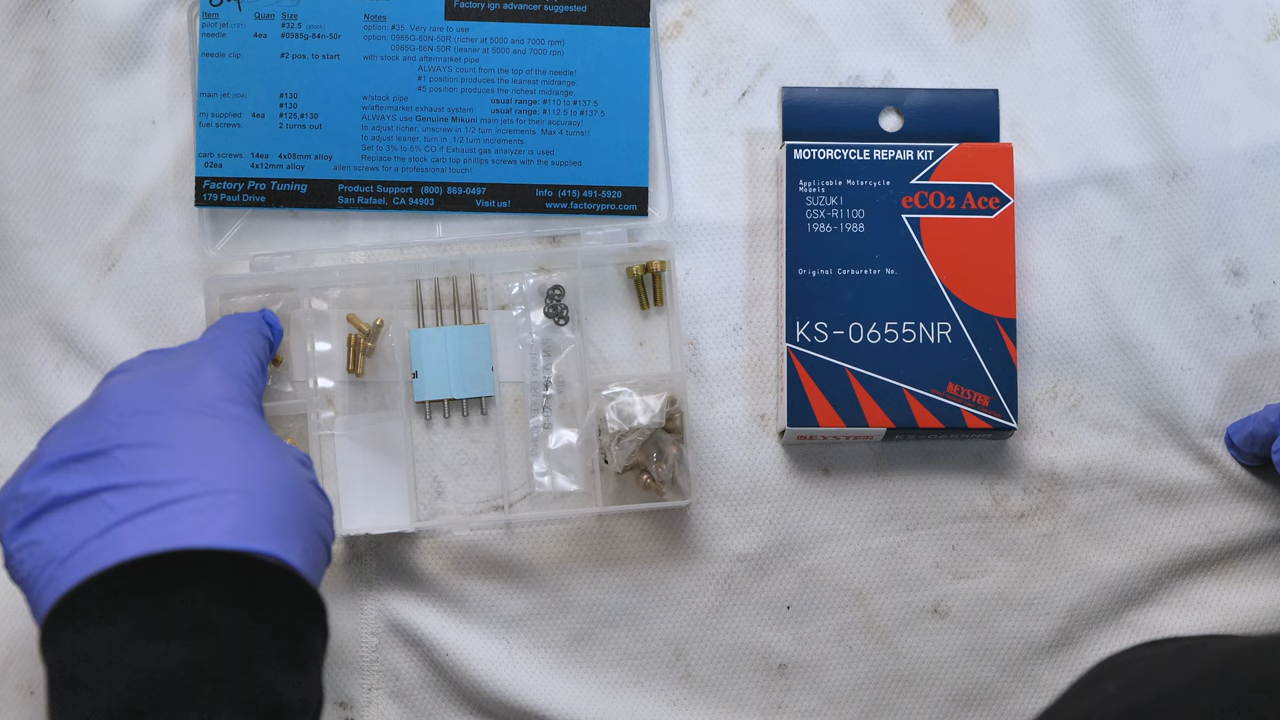 Factory ign advancer suggested
Item Quan Size Notes
pilot jet:(151) #32.5 (stock) option: #35 Very rare to use
needle: 4ea #0985g-84n-50r option: 0985G-80N-50R (richer at 5000 and 7000 rpm)
0985G-86N-50R (leaner at 5000 and 7000 rpm)
needle clip: #2 pos. to start with stock and aftermarket pipe
ALWAYS count from the top of the needle!
#1 position produces the leanest midrange.
#5 position produces the richest midrange.
main jet:(604) #130 w/stock pipe usual range: #110 to #137.5
#130 w/aftermarket exhaust system usual range: #112.5 to #137.5
mj supplied: 4ea #125,#130 ALWAYS use Genuine Mikuni main jets for their accuracy!
fuel screws: 2 turns out to adjust richer, unscrew in 1/2 turn increments. Max 4 turns!!
to adjust leaner, turn in ,1/2 turn increments.
Set to 3% to 5% CO if Exhaust gas analyzer is used.
carb screws: 14ea 4x08mm alloy Replace the stock carb top phillips screws with the supplied
02ea 4x12mm alloy allen screws for a professional touch!
Factory Pro Tuning Product Support (800) 869-0497 Info (415) 491-5920
179 Paul Drive San Rafael, CA 94903 Visit us! www.factorypro.com
MOTORCYCLE REPAIR KIT
Applicable Motorcycle
Models
SUZUKI
GSX-R1100
1986-1988
eCO2 Ace
Original Carburetor No.
KS-0655NR
KEYSTER
KEYSTER KS-0655NR